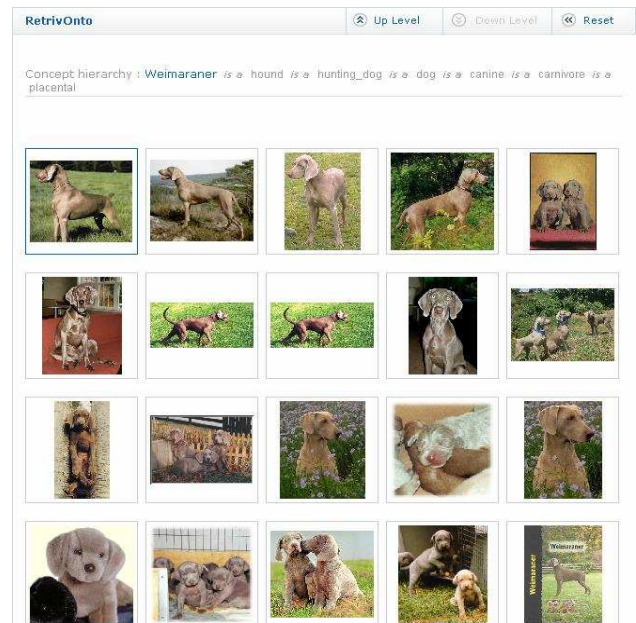 RetrivOnto Up Level Down Level Reset
Concept hierarchy : Weimaraner is a hound is a hunting_dog is a dog is a canine is a carnivore is a
placental
Weimaraner
Weimaraner